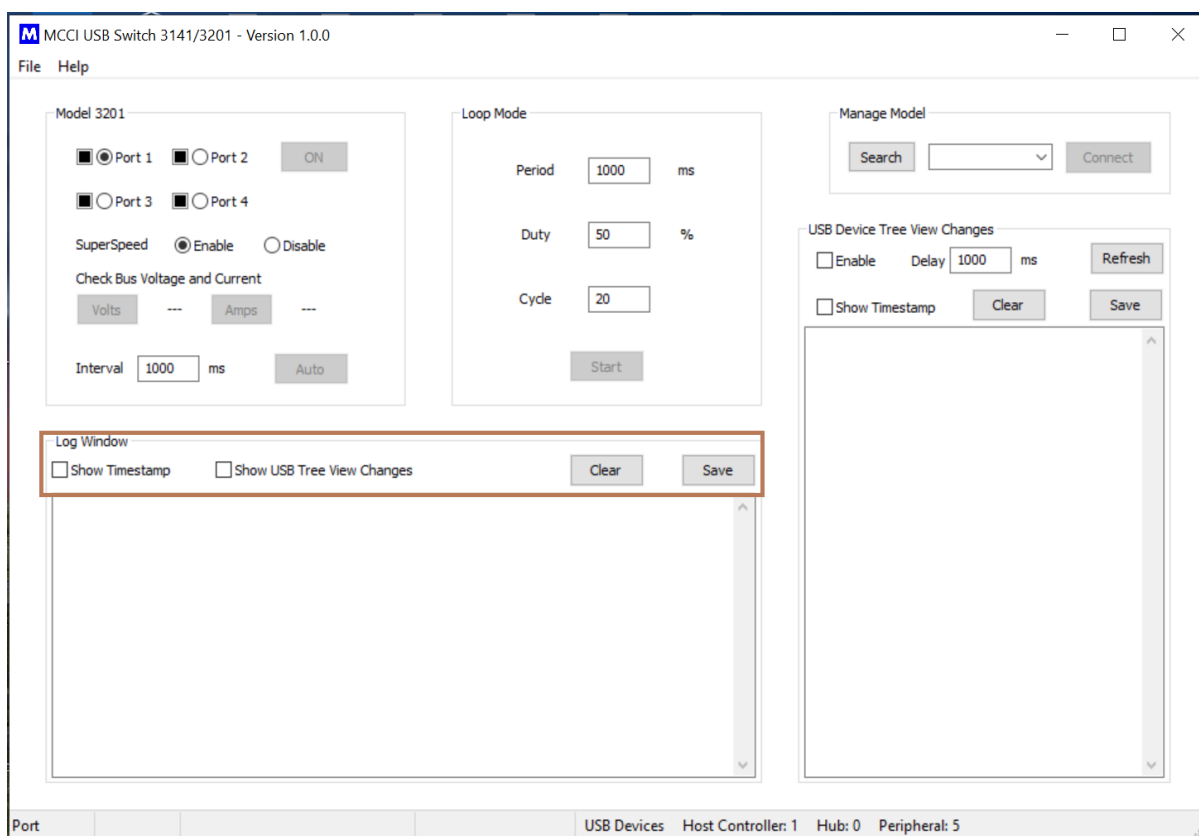 M MCCI USB Switch 3141/3201 - Version 1.0.0
File Help
Model 3201
Port 1 Port 2 ON
Port 3 Port 4
SuperSpeed Enable Disable
Check Bus Voltage and Current
Volts --- Amps ---
Interval 1000 ms Auto
Loop Mode
Period 1000 ms
Duty 50 %
Cycle 20
Start
Manage Model
Search Connect
USB Device Tree View Changes
Enable Delay 1000 ms Refresh
Show Timestamp Clear Save
Log Window
Show Timestamp Show USB Tree View Changes Clear Save
Port USB Devices Host Controller: 1 Hub: 0 Peripheral: 5